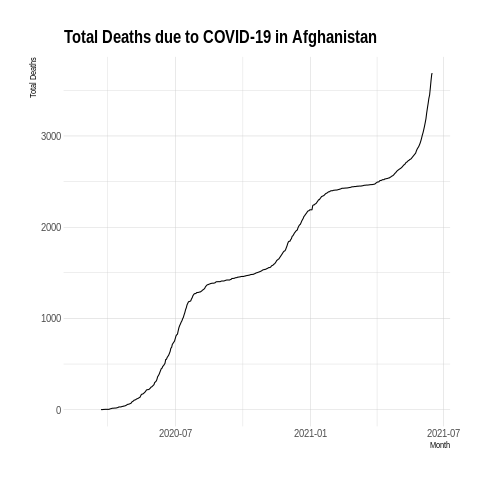 Total Deaths due to COVID-19 in Afghanistan
Total Deaths
3000
2000
1000
0
2020-07
2021-01
2021-07
Month